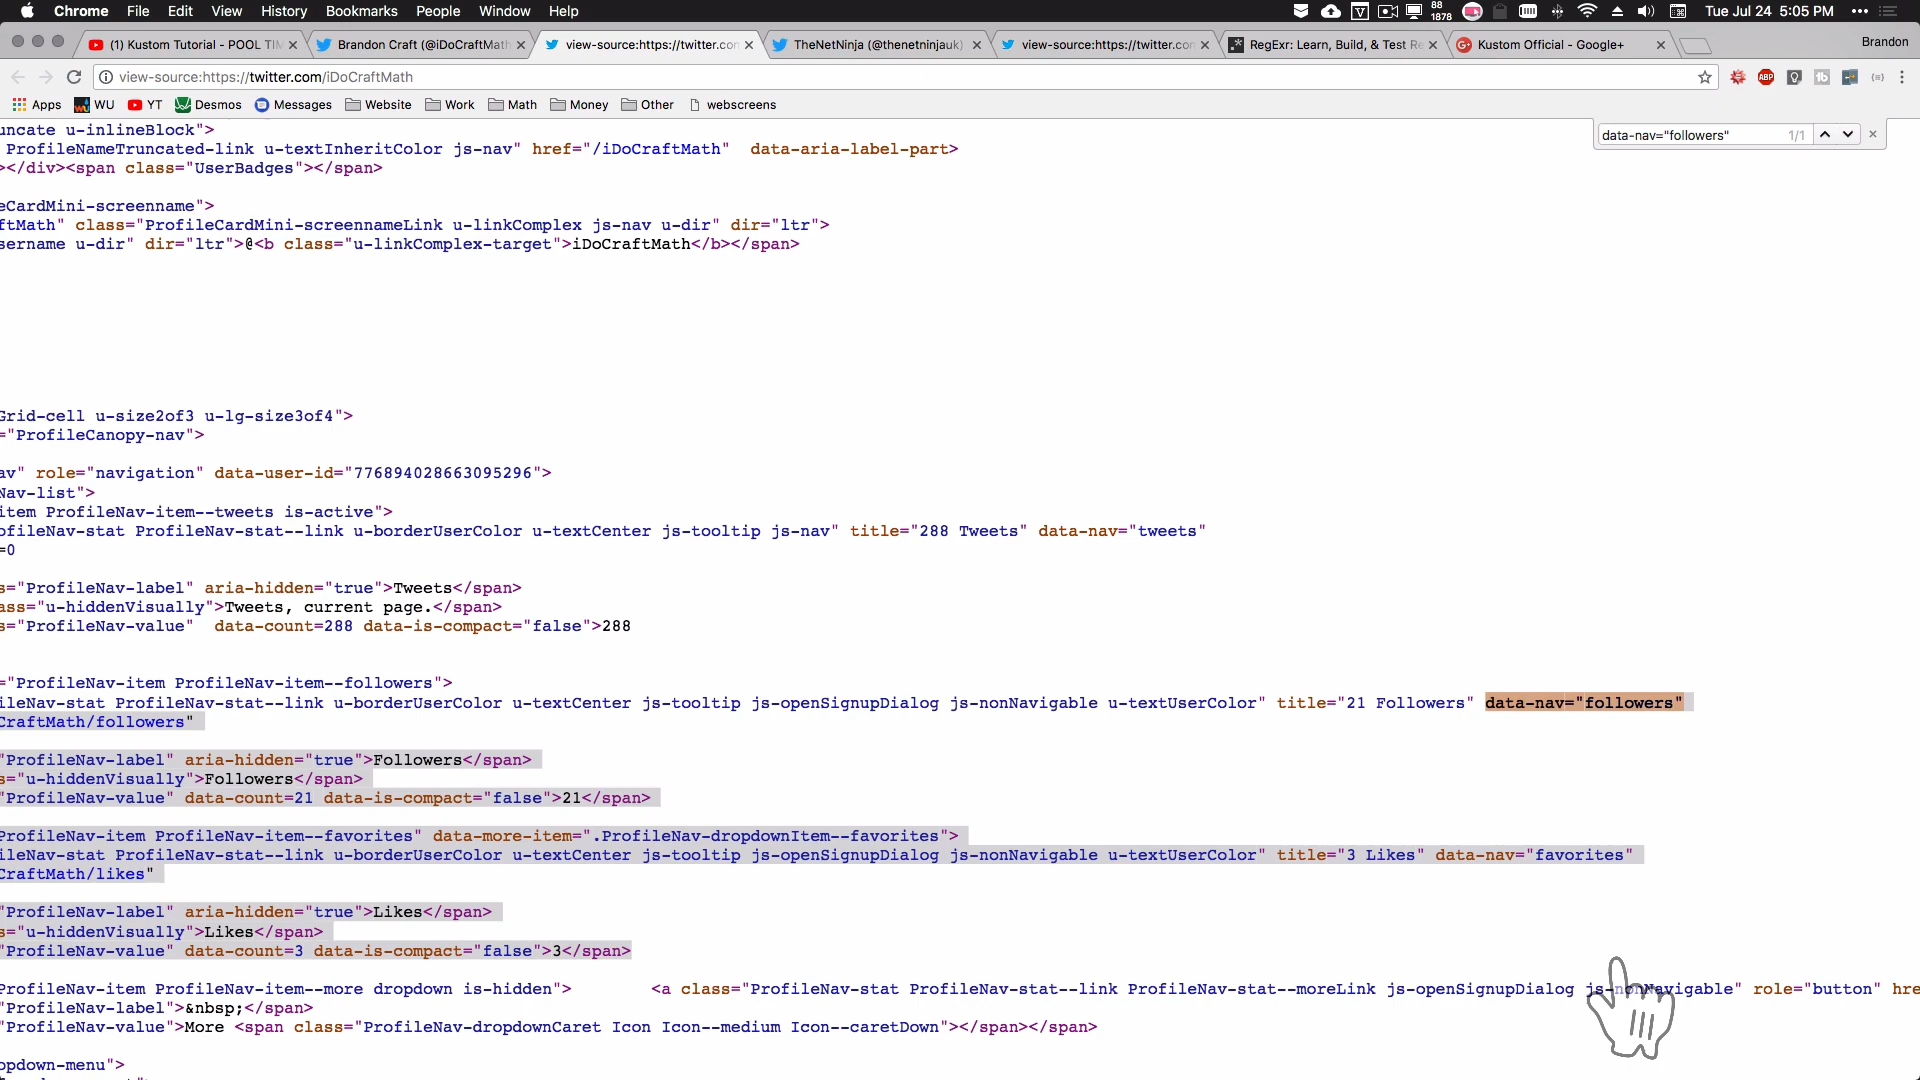 Chrome File Edit View History Bookmarks People Window Help 88 1878 Tue Jul 24 5:05 PM
(1) Kustom Tutorial - POOL TIM Brandon Craft (@iDoCraftMath view-source:https://twitter.co TheNetNinja (@thenetninjauk) view-source:https://twitter.co RegExr: Learn, Build, & Test Re Kustom Official - Google+ Brandon
view-source:https://twitter.com/iDoCraftMath ABP
Apps WU YT Desmos Messages Website Work Math Money Other webscreens
data-nav="followers" 1/1
uncate u-inlineBlock">
ProfileNameTruncated-link u-textInheritColor js-nav" href="/iDoCraftMath" data-aria-label-part>
></div><span class="UserBadges"></span>
eCardMini-screenname">
ftMath" class="ProfileCardMini-screennameLink u-linkComplex js-nav u-dir" dir="ltr">
sername u-dir" dir="ltr">@<b class="u-linkComplex-target">iDoCraftMath</b></span>
Grid-cell u-size2of3 u-lg-size3of4">
="ProfileCanopy-nav">
av" role="navigation" data-user-id="776894028663095296">
Nav-list">
item ProfileNav-item--tweets is-active">
ofileNav-stat ProfileNav-stat--link u-borderUserColor u-textCenter js-tooltip js-nav" title="288 Tweets" data-nav="tweets"
=0
s="ProfileNav-label" aria-hidden="true">Tweets</span>
ass="u-hiddenVisually">Tweets, current page.</span>
s="ProfileNav-value"  data-count=288 data-is-compact="false">288
="ProfileNav-item ProfileNav-item--followers">
ileNav-stat ProfileNav-stat--link u-borderUserColor u-textCenter js-tooltip js-openSignupDialog js-nonNavigable u-textUserColor" title="21 Followers" data-nav="followers"
CraftMath/followers"
"ProfileNav-label" aria-hidden="true">Followers</span>
s="u-hiddenVisually">Followers</span>
"ProfileNav-value" data-count=21 data-is-compact="false">21</span>
ProfileNav-item ProfileNav-item--favorites" data-more-item=".ProfileNav-dropdownItem--favorites">
ileNav-stat ProfileNav-stat--link u-borderUserColor u-textCenter js-tooltip js-openSignupDialog js-nonNavigable u-textUserColor" title="3 Likes" data-nav="favorites"
CraftMath/likes"
"ProfileNav-label" aria-hidden="true">Likes</span>
s="u-hiddenVisually">Likes</span>
"ProfileNav-value" data-count=3 data-is-compact="false">3</span>
ProfileNav-item ProfileNav-item--more dropdown is-hidden"> <a class="ProfileNav-stat ProfileNav-stat--link ProfileNav-stat--moreLink js-openSignupDialog js-nonNavigable" role="button" hre
"ProfileNav-label">&nbsp;</span>
"ProfileNav-value">More <span class="ProfileNav-dropdownCaret Icon Icon--medium Icon--caretDown"></span></span>
opdown-menu">